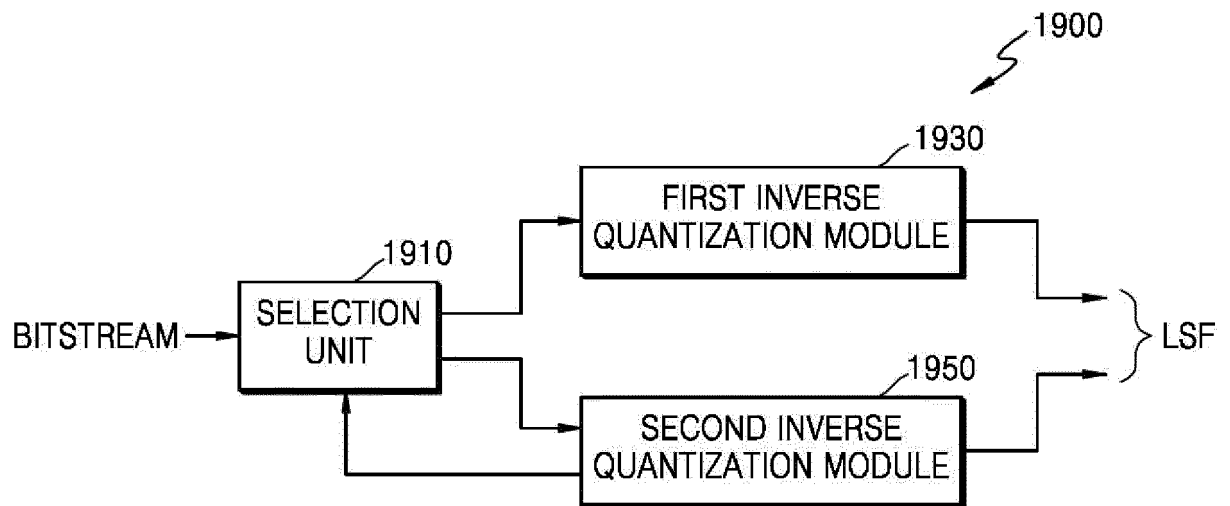 1900
1930
FIRST INVERSE
QUANTIZATION MODULE
1910
SELECTION
UNIT
BITSTREAM
LSF
1950
SECOND INVERSE
QUANTIZATION MODULE